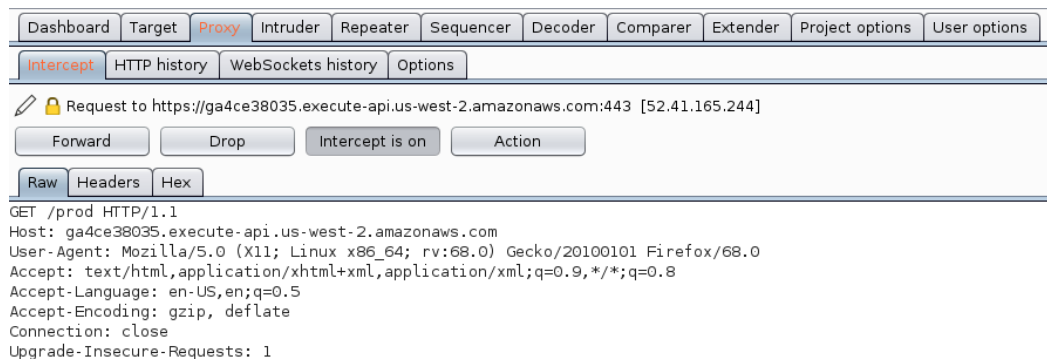 Dashboard Target Proxy Intruder Repeater Sequencer Decoder Comparer Extender Project options User options
Intercept HTTP history WebSockets history Options
Request to https://ga4ce38035.execute-api.us-west-2.amazonaws.com:443 [52.41.165.244]
Forward Drop Intercept is on Action
Raw Headers Hex
GET /prod HTTP/1.1
Host: ga4ce38035.execute-api.us-west-2.amazonaws.com
User-Agent: Mozilla/5.0 (X11; Linux x86_64; rv:68.0) Gecko/20100101 Firefox/68.0
Accept: text/html,application/xhtml+xml,application/xml;q=0.9,*/*;q=0.8
Accept-Language: en-US,en;q=0.5
Accept-Encoding: gzip, deflate
Connection: close
Upgrade-Insecure-Requests: 1